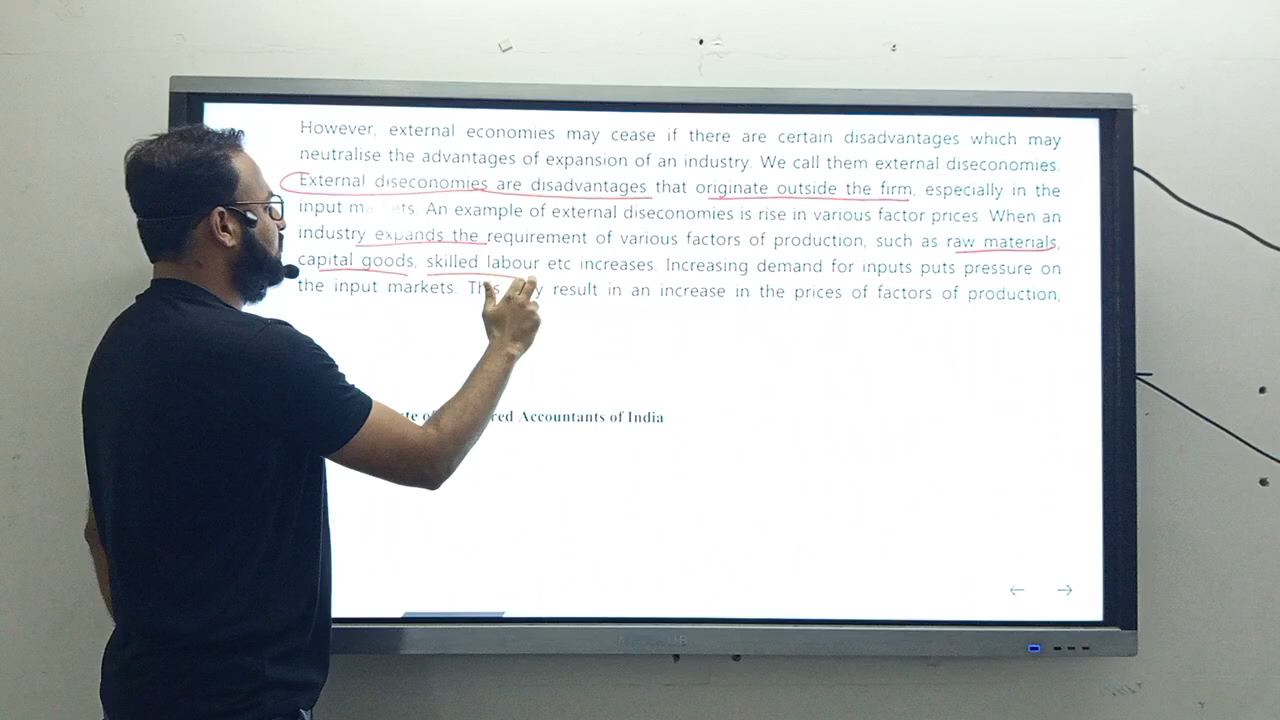 However, external economies may cease if there are certain disadvantages which may
neutralise the advantages of expansion of an industry. We call them external diseconomies.
External diseconomies are disadvantages that originate outside the firm, especially in the
input An example of external diseconomies is rise in various factor prices. When an
industry expands the requirement of various factors of production, such as raw materials,
capital goods, skilled labour etc increases. Increasing demand for inputs puts pressure on
the input markets. result in an increase in the prices of factors of production,
Accountants of India
← →